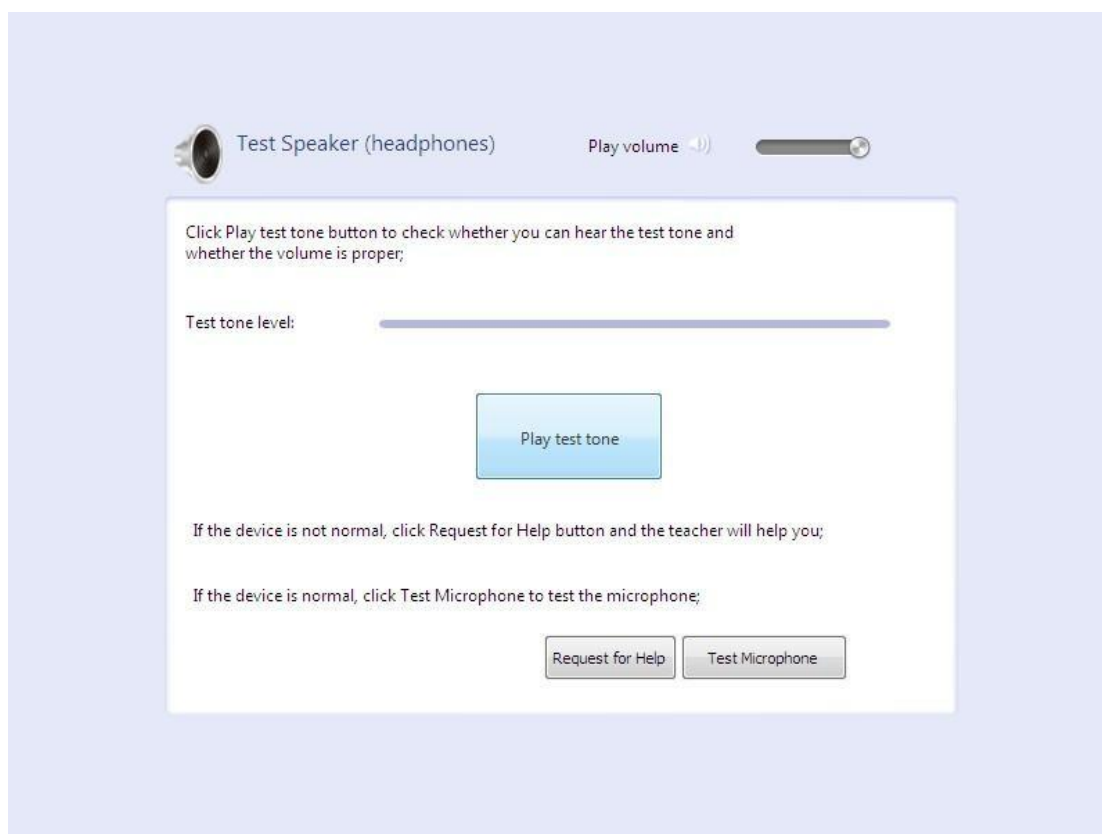 Test Speaker (headphones)
Play volume
Click Play test tone button to check whether you can hear the test tone and
whether the volume is proper;
Test tone level:
Play test tone
If the device is not normal, click Request for Help button and the teacher will help you;
If the device is normal, click Test Microphone to test the microphone;
Request for Help
Test Microphone